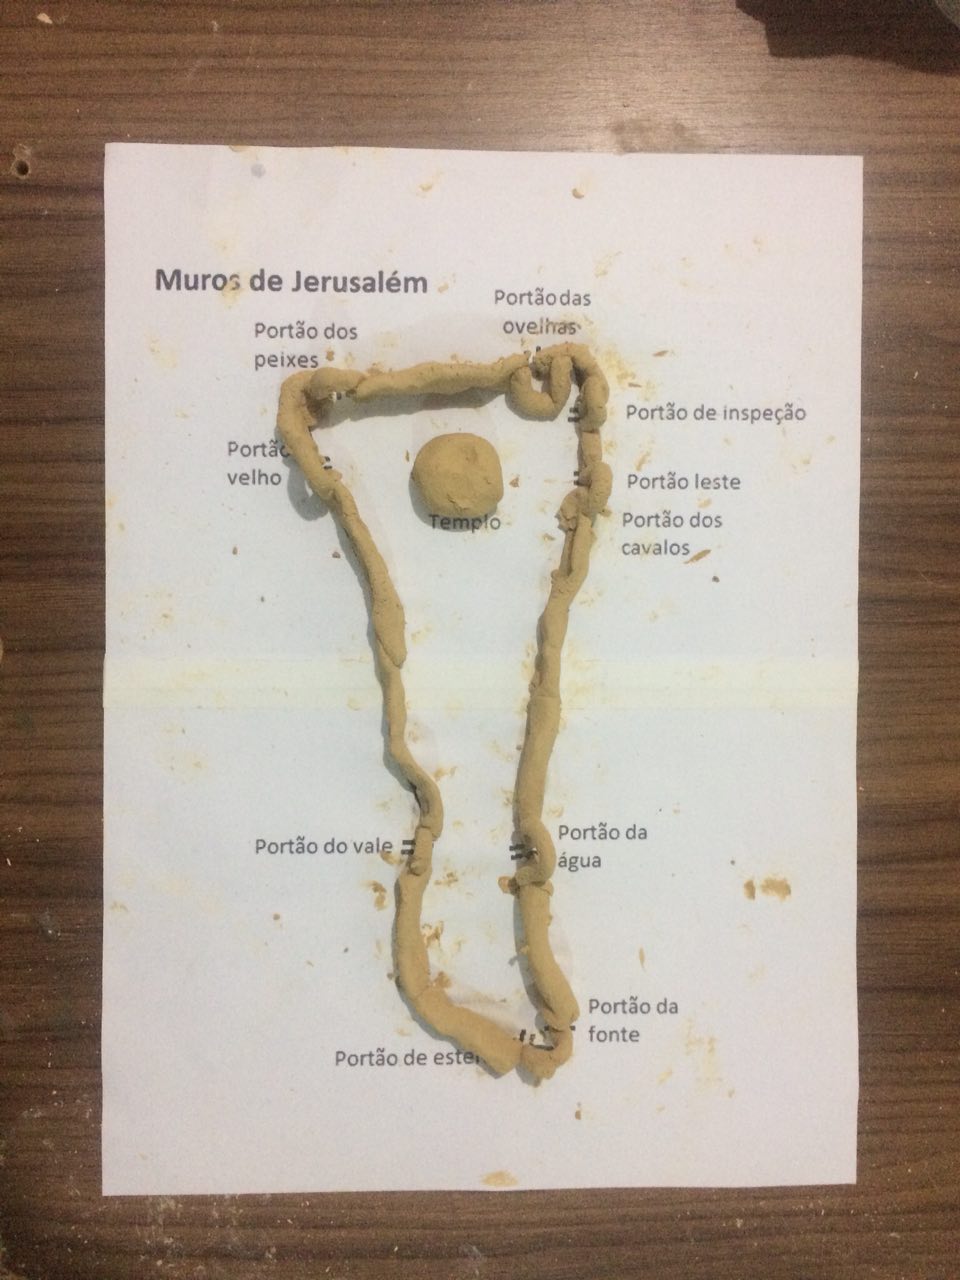 Muros de Jerusalém
Portão das
ovelhas
Portão dos
peixes
Portão de inspeção
Portão
velho
Portão leste
Templo
Portão dos
cavalos
Portão do vale
Portão da
água
Portão da
fonte
Portão de